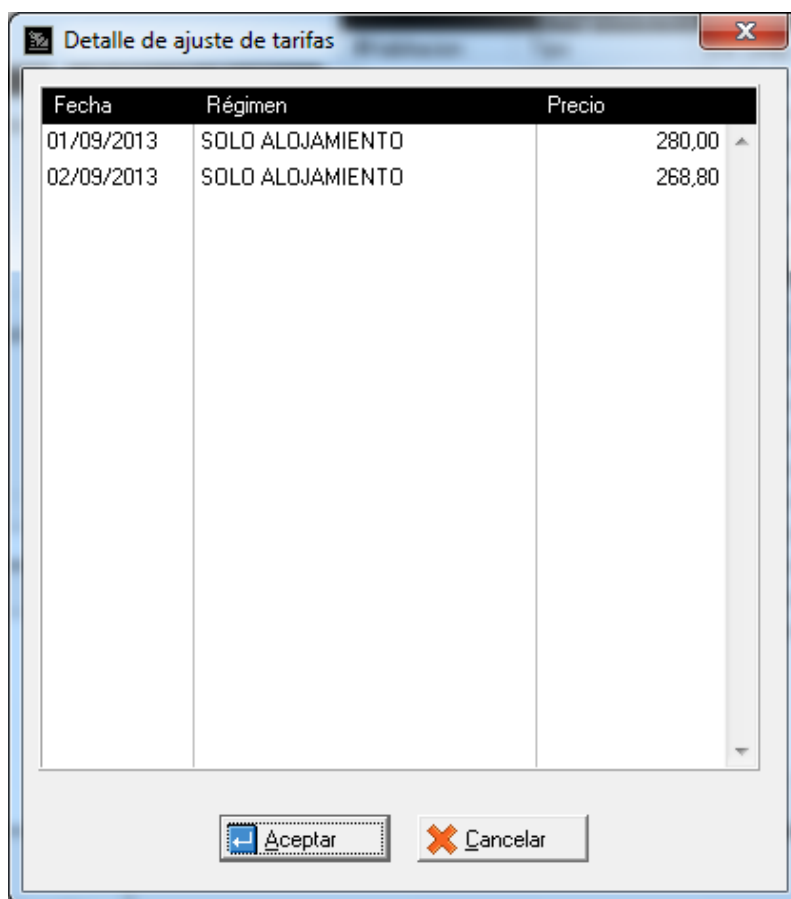 Detalle de ajuste de tarifas
Fecha Régimen Precio
01/09/2013 SOLO ALOJAMIENTO 280,00
02/09/2013 SOLO ALOJAMIENTO 268,80
Aceptar Cancelar